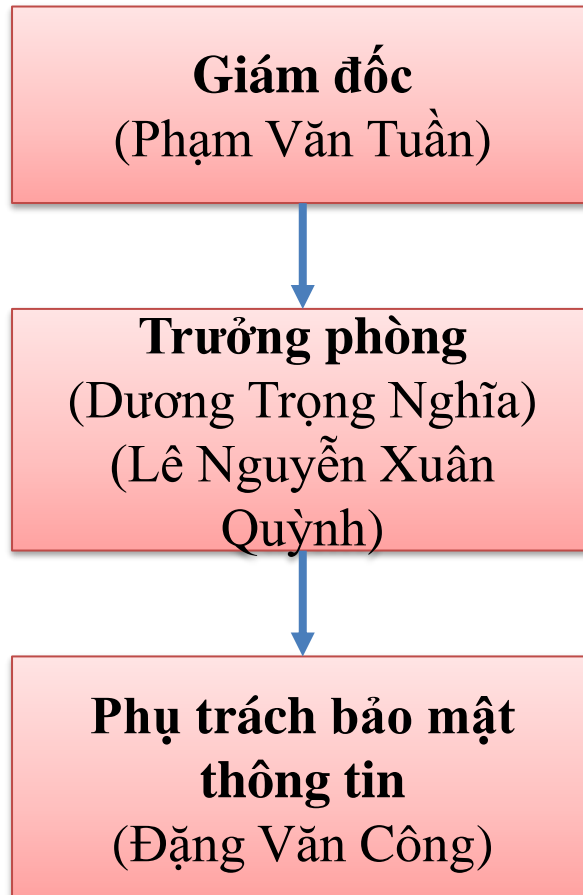 Giám đốc
(Phạm Văn Tuần)
Trưởng phòng
(Dương Trọng Nghĩa)
(Lê Nguyễn Xuân
Quỳnh)
Phụ trách bảo mật
thông tin
(Đặng Văn Công)